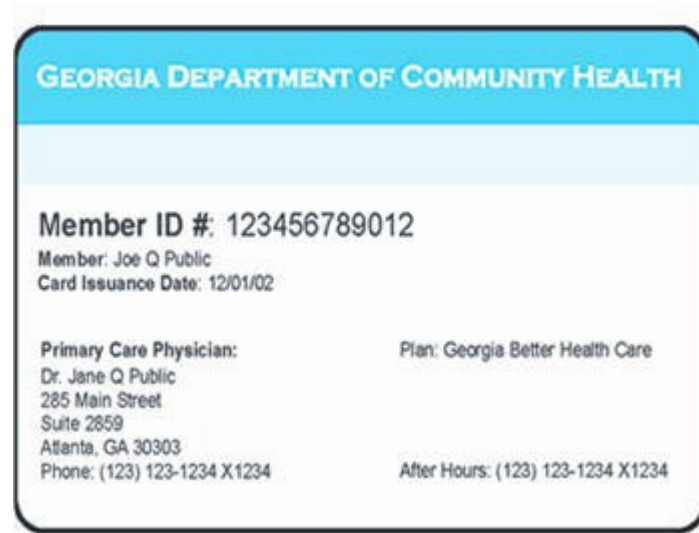 GEORGIA DEPARTMENT OF COMMUNITY HEALTH
Member ID #: 123456789012
Member: Joe Q Public
Card Issuance Date: 12/01/02
Primary Care Physician:
Dr. Jane Q Public
285 Main Street
Suite 2859
Atlanta, GA 30303
Phone: (123) 123-1234 X1234
Plan: Georgia Better Health Care
After Hours: (123) 123-1234 X1234